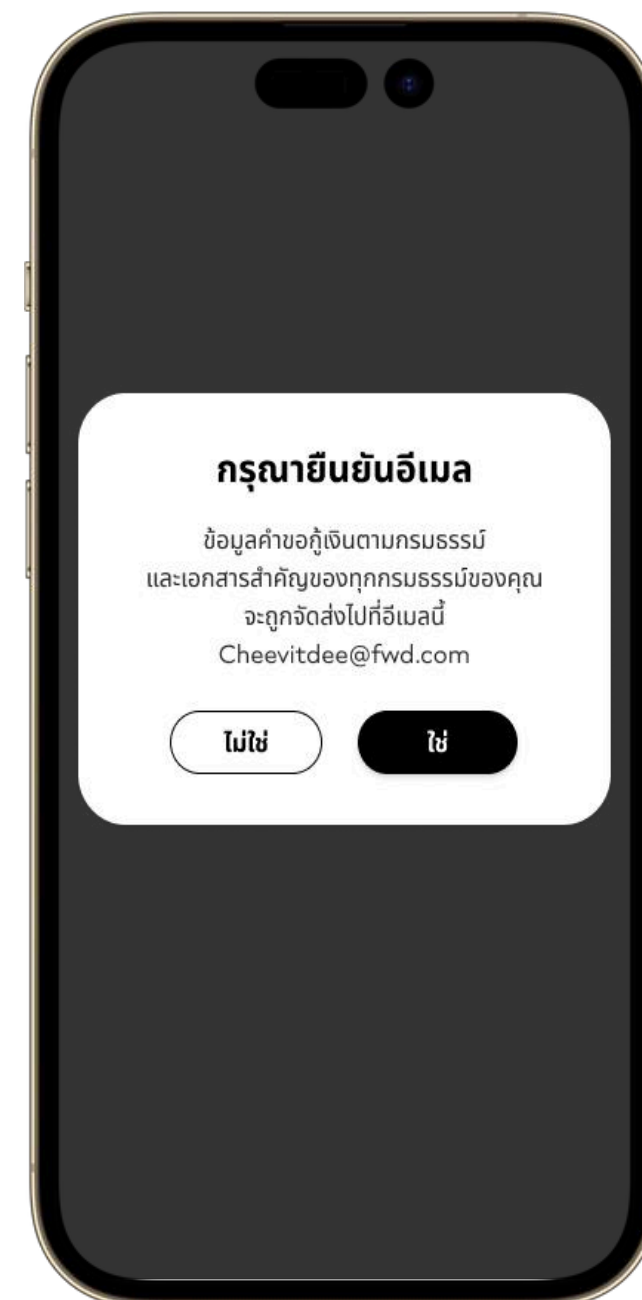 กรุณายืนยันอีเมล
ข้อมูลคำขอกู้เงินตามกรมธรรม์
และเอกสารสำคัญของทุกกรมธรรม์ของคุณ
จะถูกจัดส่งไปที่อีเมลนี้
Cheevitdee@fwd.com
ไม่ใช่
ใช่